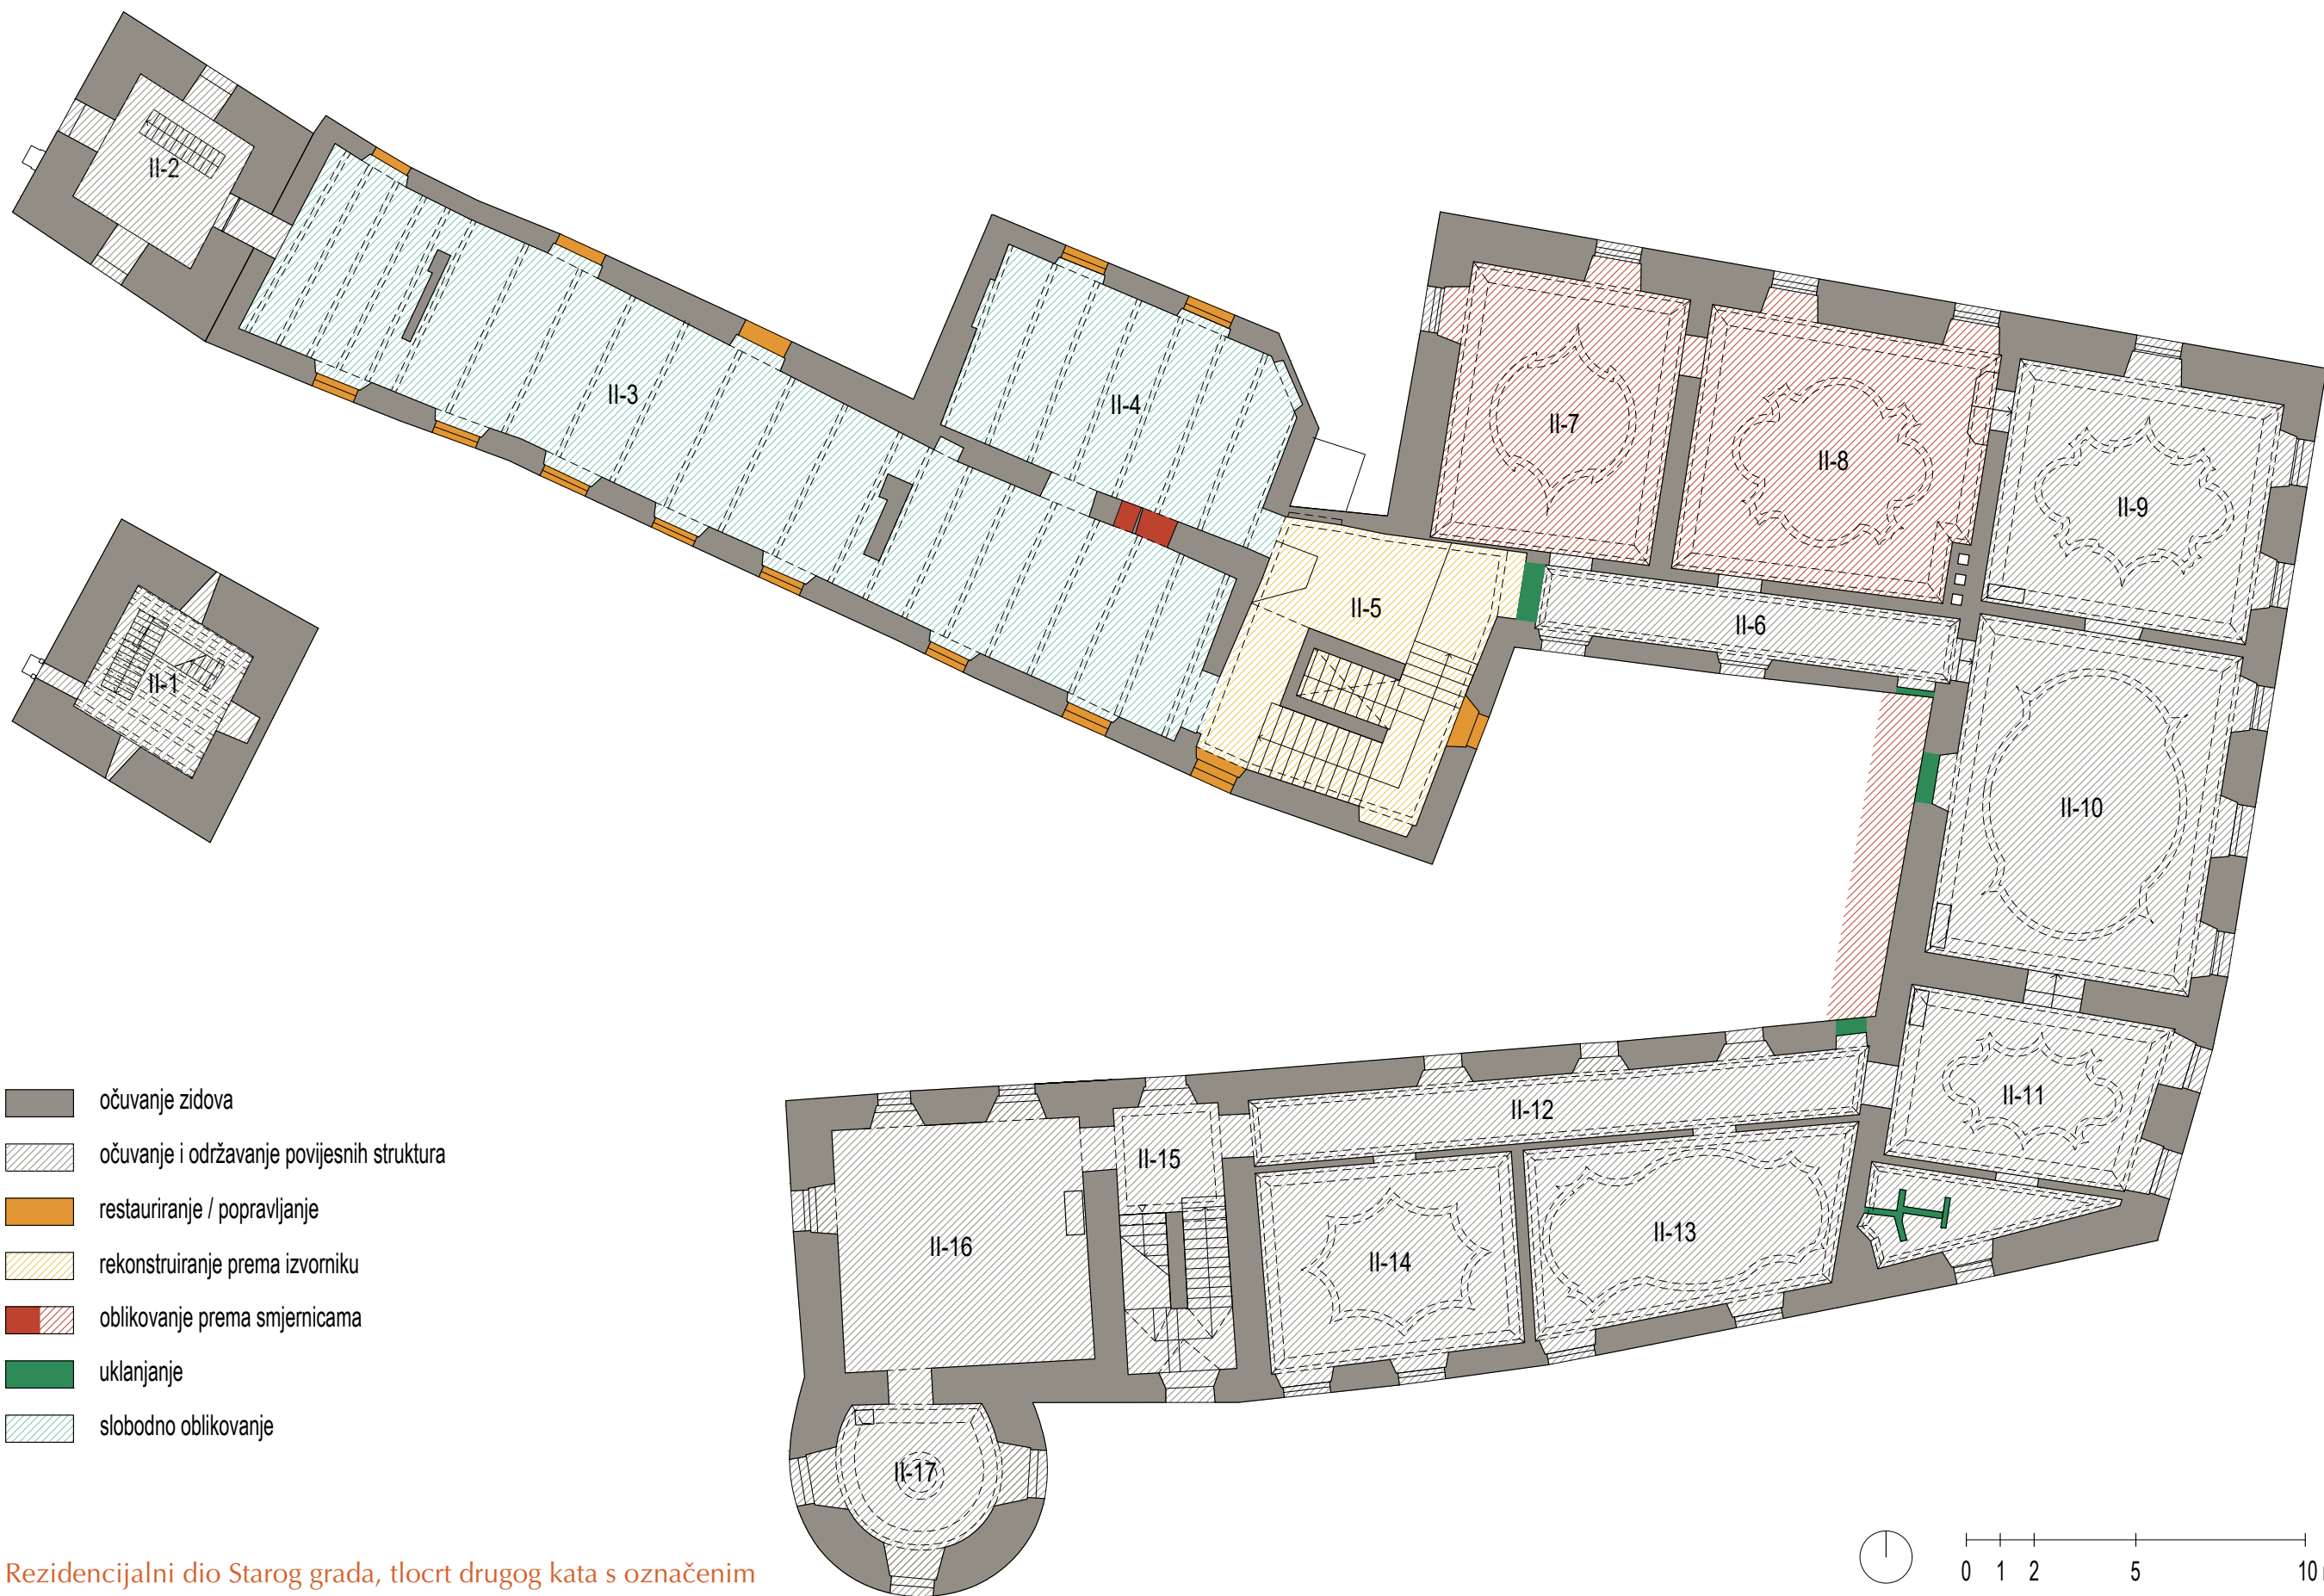 II-2
II-3
II-4
II-7
II-8
II-9
II-5
II-6
II-1
II-10
II-11
II-12
II-15
II-13
II-14
II-16
II-17
očuvanje zidova
očuvanje i održavanje povijesnih struktura
restauriranje / popravljanje
rekonstruiranje prema izvorniku
oblikovanje prema smjernicama
uklanjanje
slobodno oblikovanje
Rezidencijalni dio Starog grada, tlocrt drugog kata s označenim
0 1 2 5 10